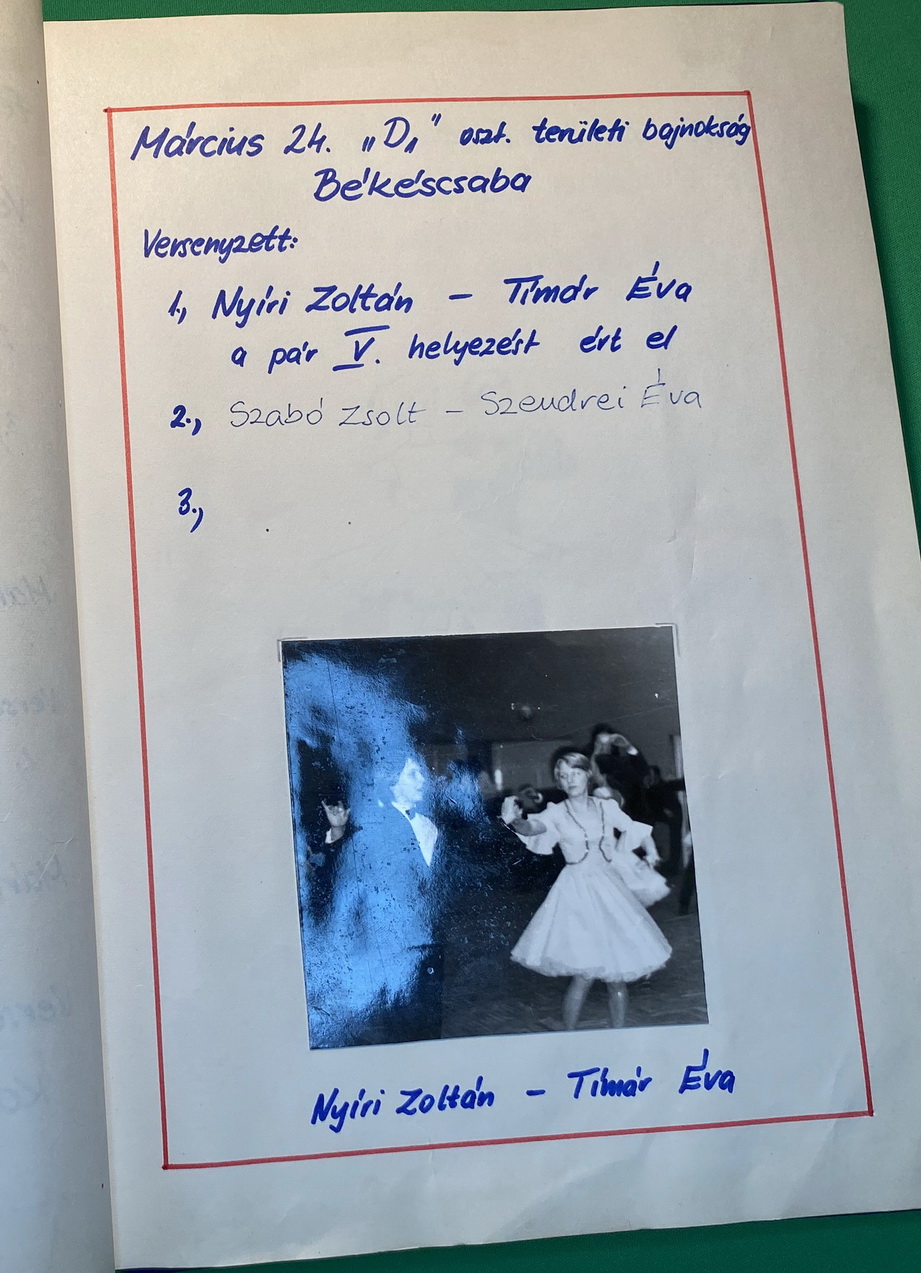 Március 24. „D₁” oszt. területi bajnokság
Békéscsaba
Versenyzett:
1., Nyíri Zoltán – Tímár Éva
a pár V. helyezést ért el
2., Szabó Zsolt – Szendrei Éva
3.,
Nyíri Zoltán – Tímár Éva